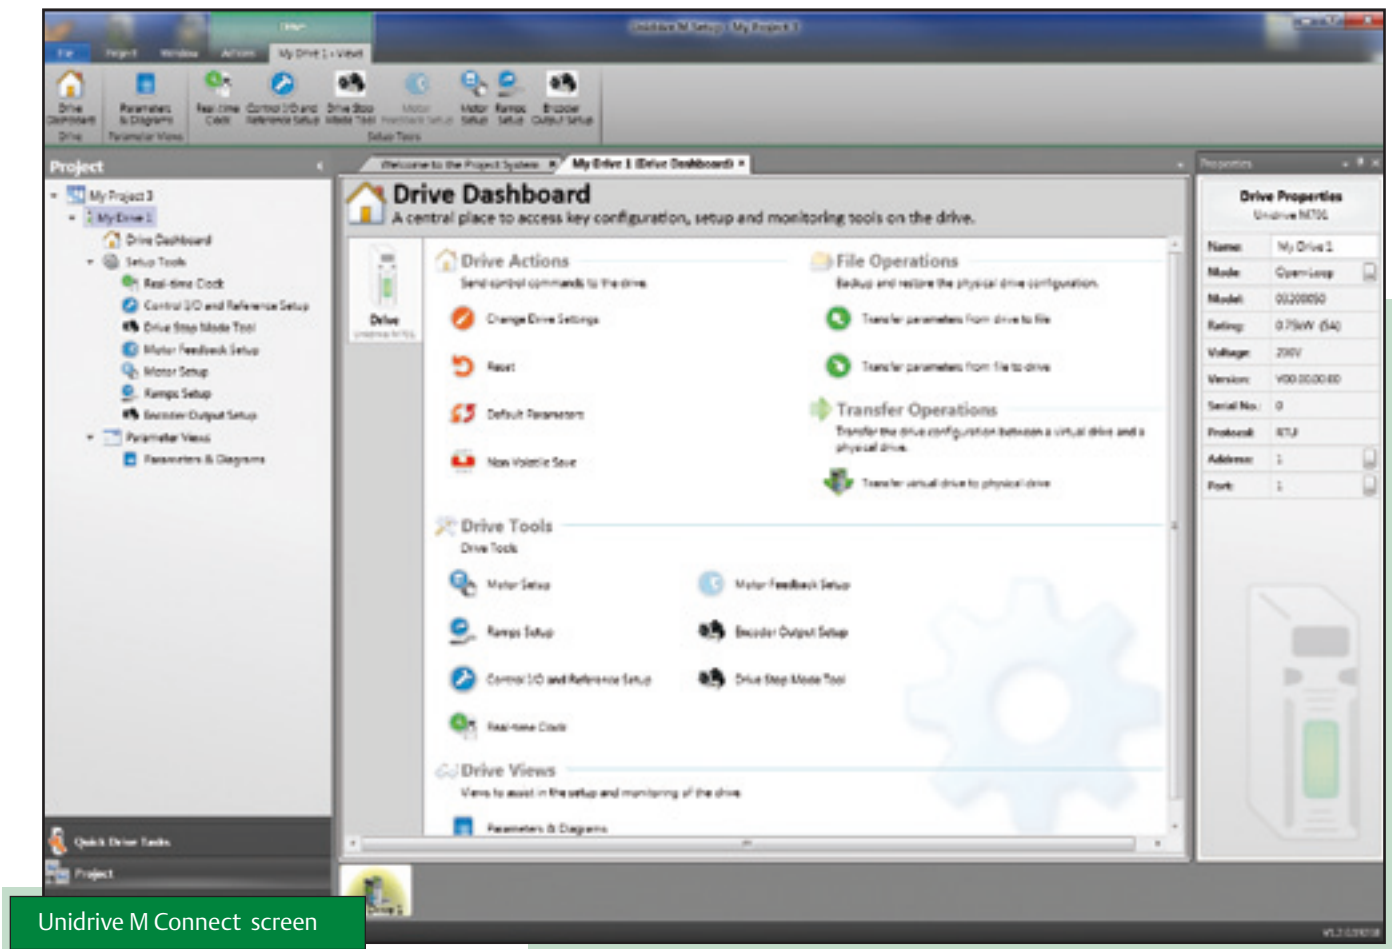 Drive
Unidrive M Setup - My Project 3
File Project Window Actions My Drive 1 - Views
Drive Dashboard
Parameters & Diagrams
Real-time Clock
Control I/O and Reference Setup
Drive Stop Mode Tool
Motor Feedback Setup
Motor Setup
Ramps Setup
Encoder Output Setup
Drive Parameter Views Setup Tools
Project
My Project 3
My Drive 1
Drive Dashboard
Setup Tools
Real-time Clock
Control I/O and Reference Setup
Drive Stop Mode Tool
Motor Feedback Setup
Motor Setup
Ramps Setup
Encoder Output Setup
Parameter Views
Parameters & Diagrams
Quick Drive Tasks
Project
Welcome to the Project System My Drive 1 (Drive Dashboard)
Drive Dashboard
A central place to access key configuration, setup and monitoring tools on the drive.
Drive
Unidrive M701
Drive Actions
Send control commands to the drive.
Change Drive Settings
Reset
Default Parameters
Non Volatile Save
File Operations
Backup and restore the physical drive configuration.
Transfer parameters from drive to file
Transfer parameters from file to drive
Transfer Operations
Transfer the drive configuration between a virtual drive and a
physical drive.
Transfer virtual drive to physical drive
Drive Tools
Drive Tools
Motor Setup Motor Feedback Setup
Ramps Setup Encoder Output Setup
Control I/O and Reference Setup Drive Stop Mode Tool
Real-time Clock
Drive Views
Views to assist in the setup and monitoring of the drive
Parameters & Diagrams
Properties
Drive Properties
Unidrive M701
Name: My Drive 1
Mode: Open-Loop
Model: 03200050
Rating: 0.75kW (5A)
Voltage: 200V
Version: V00.00.00.00
Serial No.: 0
Protocol: RTU
Address: 1
Port: 1
Unidrive M Connect screen